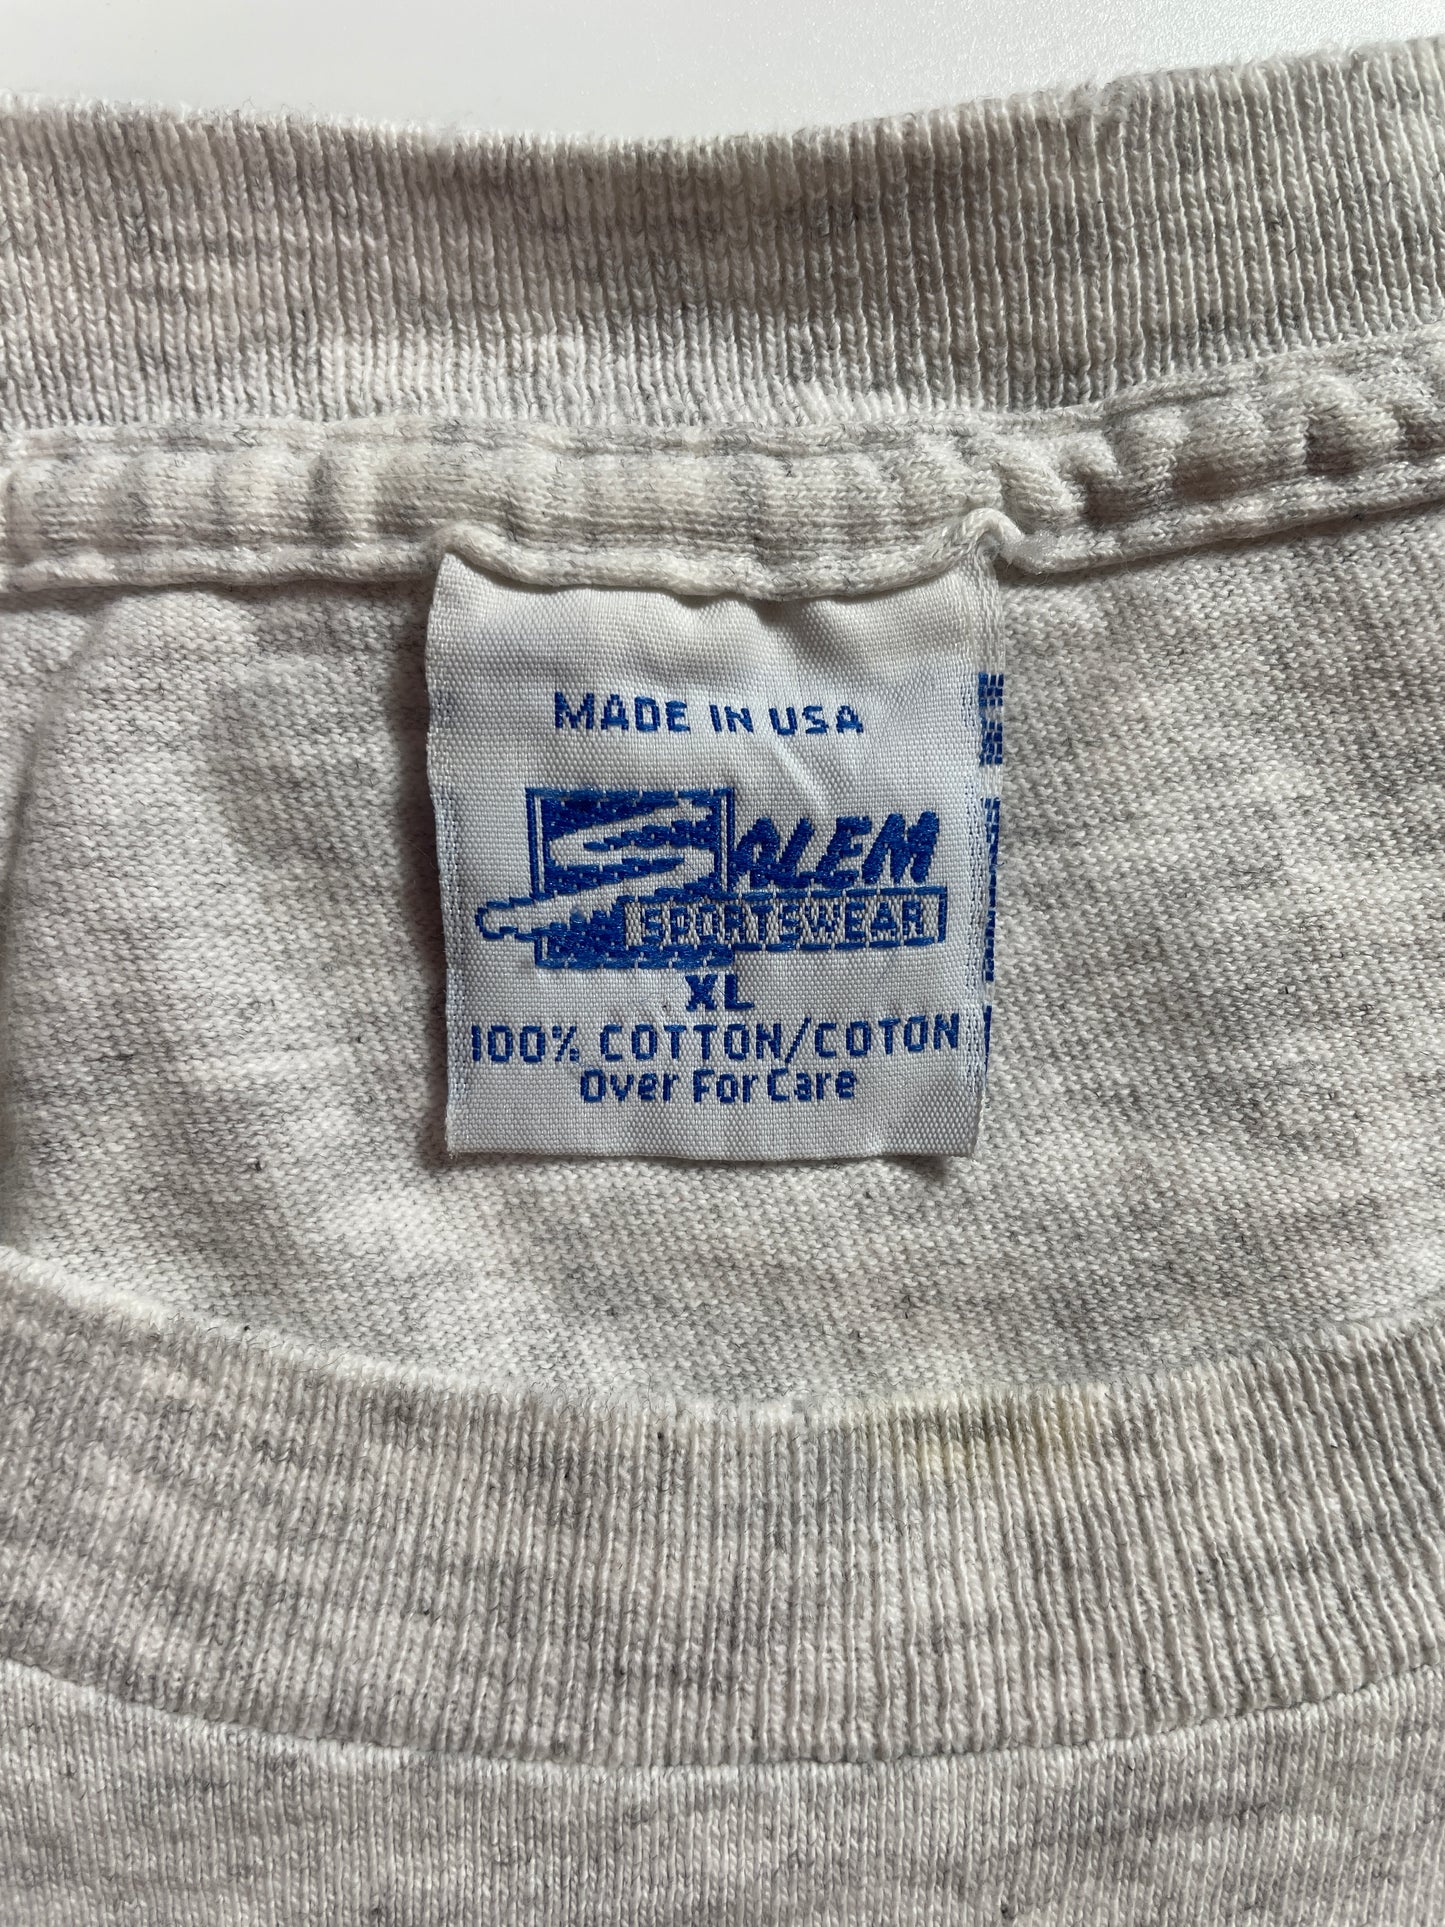 MADE IN USA
SALEM
SPORTSWEAR
XL
100% COTTON/COTON
Over For Care